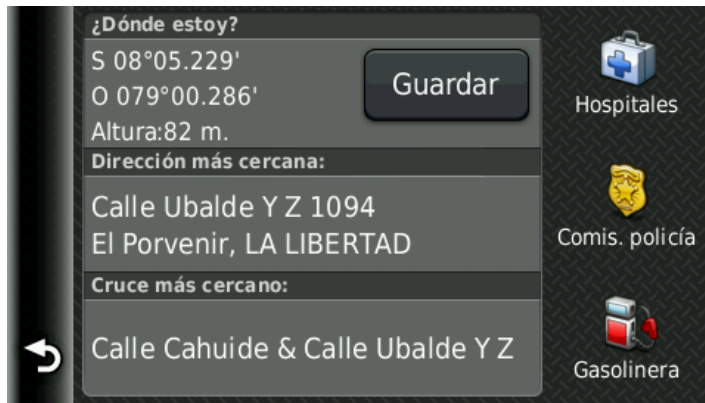 ¿Dónde estoy?
S 08°05.229'
O 079°00.286'
Altura:82 m.
Guardar
Dirección más cercana:
Calle Ubalde Y Z 1094
El Porvenir, LA LIBERTAD
Cruce más cercano:
Calle Cahuide & Calle Ubalde Y Z
Hospitales
Comis. policía
Gasolinera